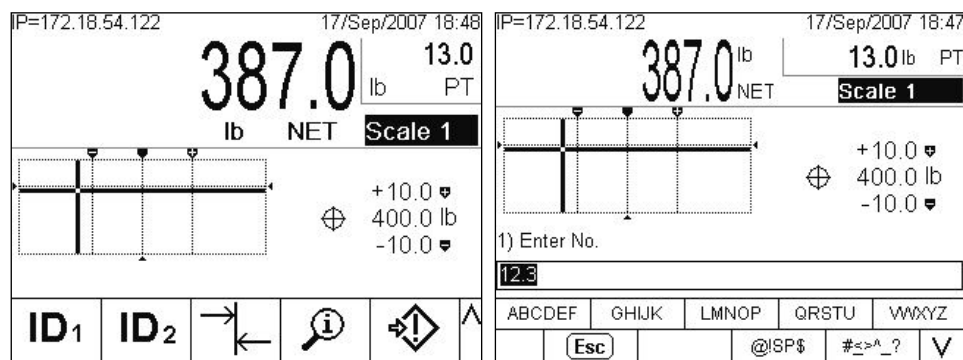 IP=172.18.54.122 17/Sep/2007 18:48
387.0 13.0
lb PT
lb NET Scale 1
+10.0
400.0 lb
-10.0
ID1 ID2
IP=172.18.54.122 17/Sep/2007 18:47
387.0 lb 13.0 lb PT
NET Scale 1
+10.0
400.0 lb
-10.0
1) Enter No.
12.3
ABCDEF GHIJK LMNOP QRSTU VWXYZ
Esc @!SP$ #<>^_?